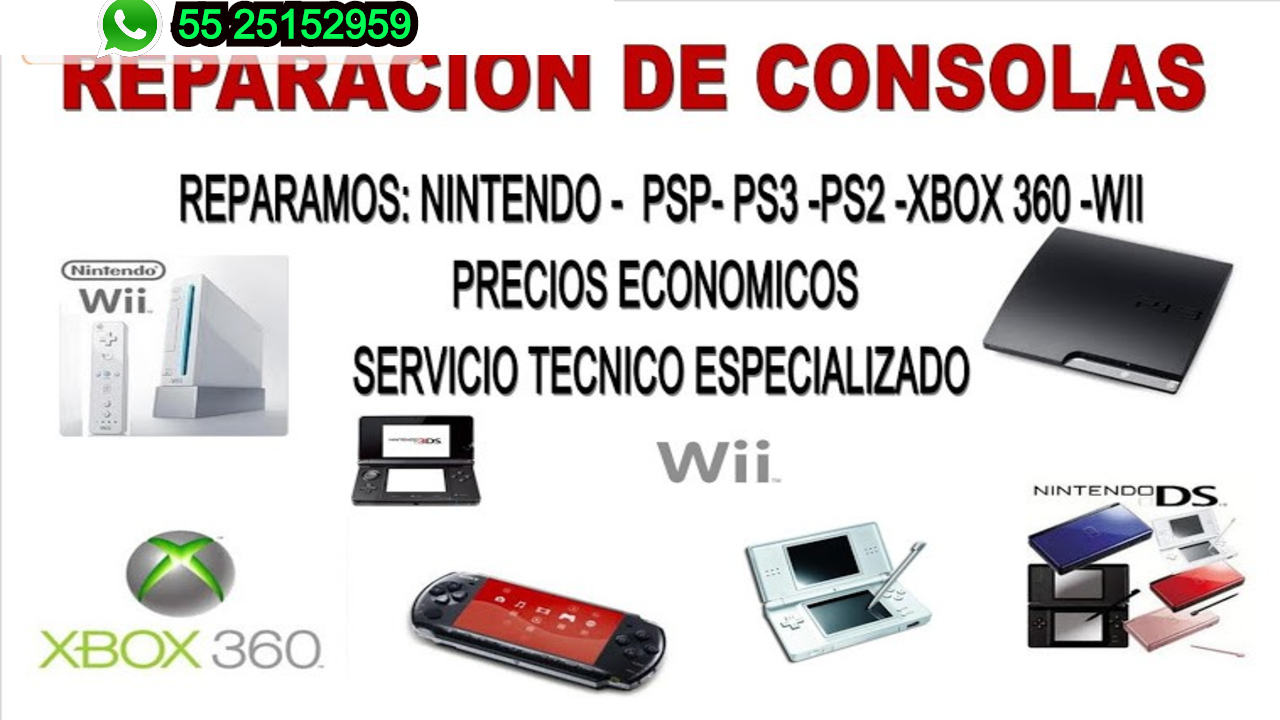 55 25152959
REPARACION DE CONSOLAS
REPARAMOS: NINTENDO - PSP- PS3 -PS2 -XBOX 360 -WII
PRECIOS ECONOMICOS
SERVICIO TECNICO ESPECIALIZADO
Nintendo
Wii
PS3
NINTENDO 3DS
Wii
NINTENDO DS
XBOX 360